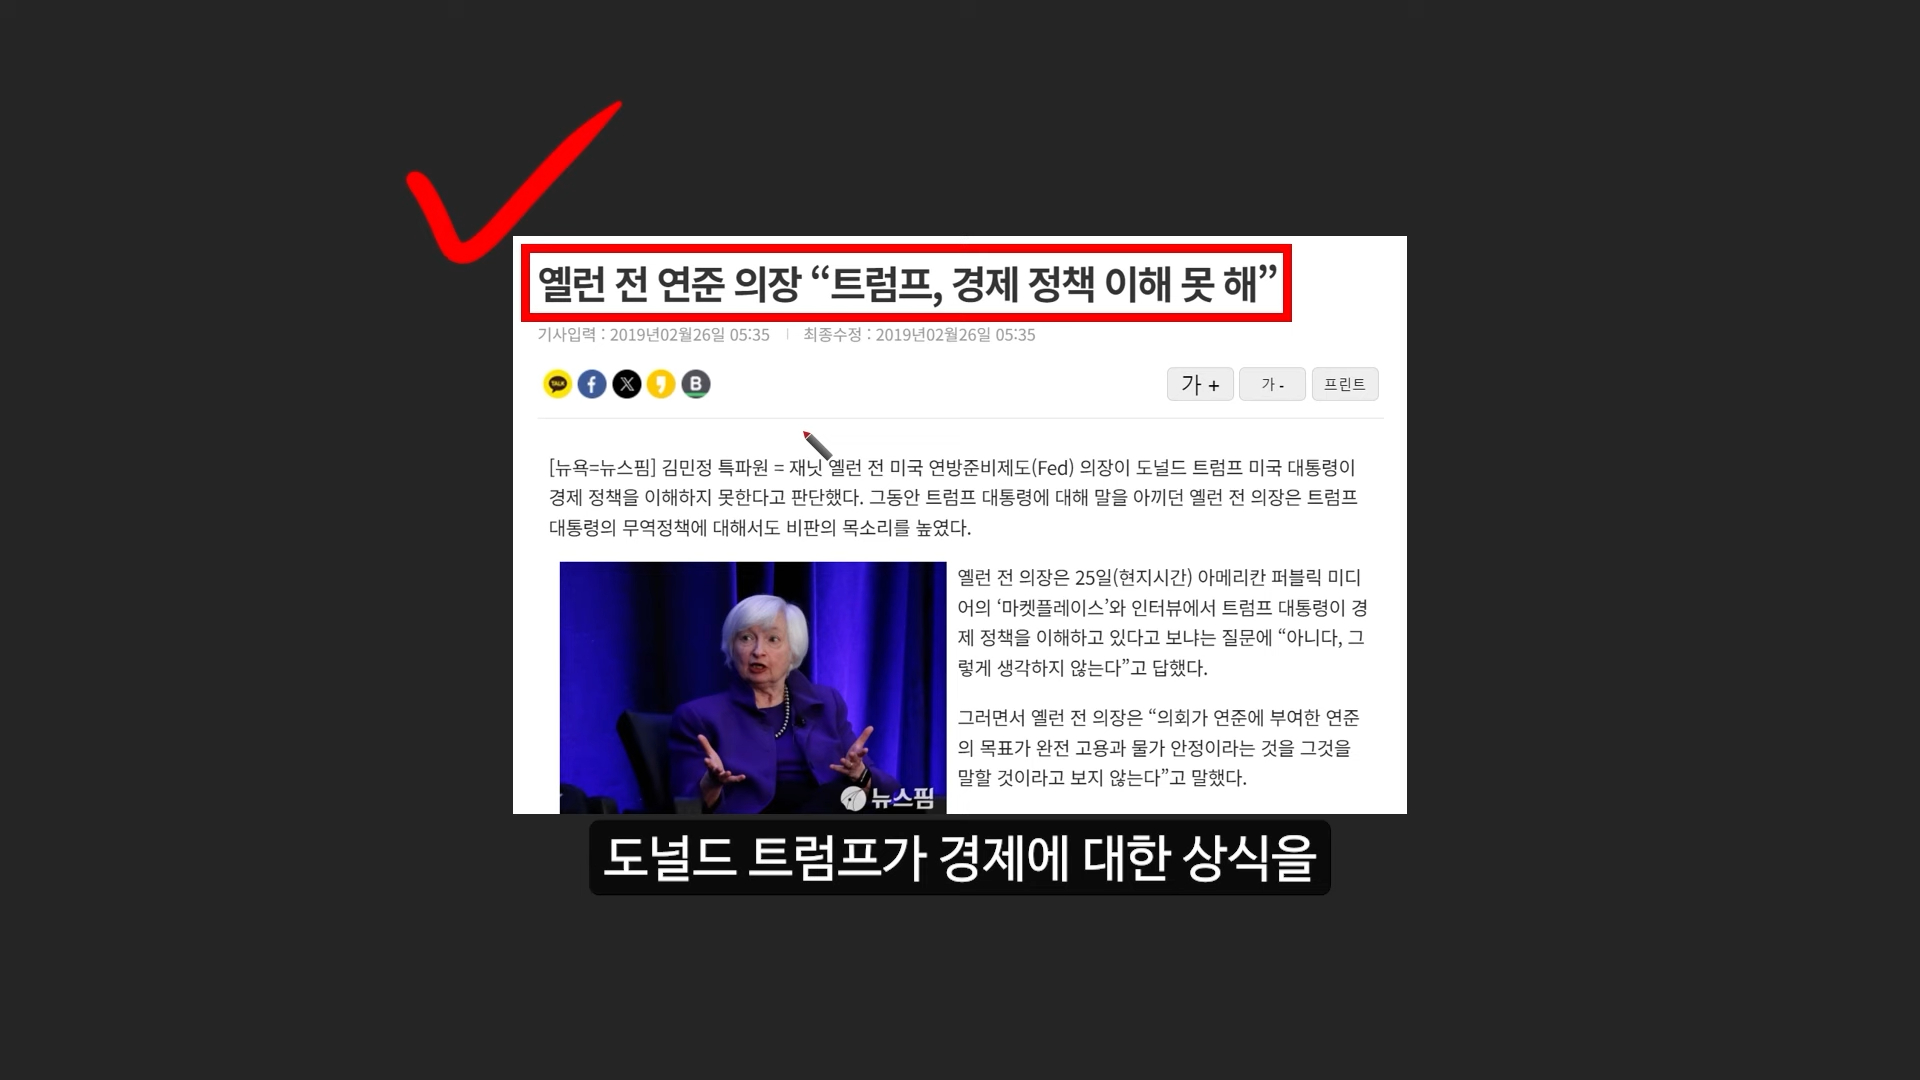 옐런 전 연준 의장 “트럼프, 경제 정책 이해 못 해”
기사입력 : 2019년02월26일 05:35 최종수정 : 2019년02월26일 05:35
TALK
B
가 + 가 - 프린트
[뉴욕=뉴스핌] 김민정 특파원 = 재닛 옐런 전 미국 연방준비제도(Fed) 의장이 도널드 트럼프 미국 대통령이
경제 정책을 이해하지 못한다고 판단했다. 그동안 트럼프 대통령에 대해 말을 아끼던 옐런 전 의장은 트럼프
대통령의 무역정책에 대해서도 비판의 목소리를 높였다.
옐런 전 의장은 25일(현지시간) 아메리칸 퍼블릭 미디
어의 ‘마켓플레이스’와 인터뷰에서 트럼프 대통령이 경
제 정책을 이해하고 있다고 보냐는 질문에 “아니다, 그
렇게 생각하지 않는다”고 답했다.
그러면서 옐런 전 의장은 “의회가 연준에 부여한 연준
의 목표가 완전 고용과 물가 안정이라는 것을 그것을
말할 것이라고 보지 않는다”고 말했다.
뉴스핌
도널드 트럼프가 경제에 대한 상식을